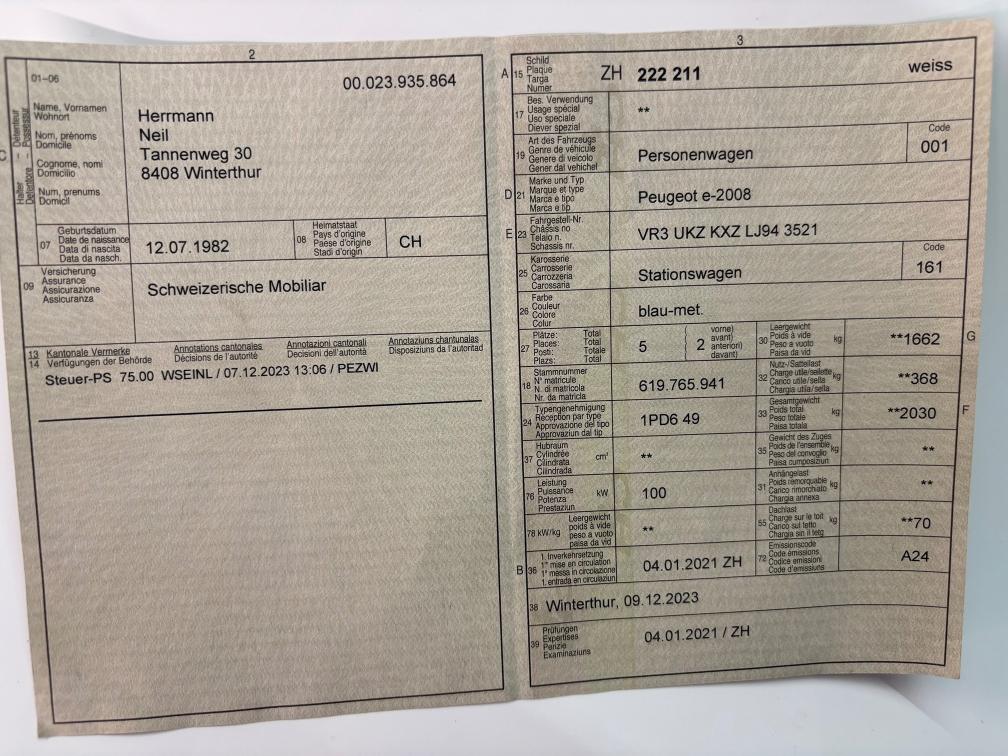 2
01–06
00.023.935.864
Halter Détenteur
Detentore Possessur
C
Name, Vornamen
Wohnort
Nom, prénoms
Domicile
Cognome, nomi
Domicilio
Num, prenums
Domicil
Herrmann
Neil
Tannenweg 30
8408 Winterthur
07
Geburtsdatum
Date de naissance
Data di nascita
Data da nasch.
12.07.1982
08
Heimatstaat
Pays d'origine
Paese d'origine
Stadi d'origin
CH
09
Versicherung
Assurance
Assicurazione
Assicuranza
Schweizerische Mobiliar
13 Kantonale Vermerke
14 Verfügungen der Behörde
Annotations cantonales
Décisions de l'autorité
Annotazioni cantonali
Decisioni dell'autorità
Annotaziuns chantunalas
Disposiziuns da l'autoritad
Steuer-PS 75.00 WSEINL / 07.12.2023 13:06 / PEZWI
3
A 15
Schild
Plaque
Targa
Numer
ZH 222 211 weiss
17
Bes. Verwendung
Usage spécial
Uso speciale
Diever spezial
**
19
Art des Fahrzeugs
Genre de véhicule
Genere di veicolo
Gener dal vehichel
Personenwagen
Code
001
D 21
Marke und Typ
Marque et type
Marca e tipo
Marca e tip
Peugeot e-2008
E 23
Fahrgestell-Nr.
Châssis no
Telaio n.
Schassis nr.
VR3 UKZ KXZ LJ94 3521
25
Karosserie
Carrosserie
Carrozzeria
Carossaria
Stationswagen
Code
161
26
Farbe
Couleur
Colore
Colur
blau-met.
27
Plätze: Total
Places: Total
Posti: Totale
Plazs: Total
5
vorne)
avant)
anteriori)
davant)
2
30
Leergewicht
Poids à vide
Peso a vuoto
Paisa da vid
kg
**1662
G
18
Stammnummer
N° matricule
N. di matricola
Nr. da matricla
619.765.941
32
Nutz-/Sattellast
Charge utile/sellette
Carico utile/sella
Chargia utila/sella
kg
**368
24
Typengenehmigung
Réception par type
Approvazione del tipo
Approvaziun dal tip
1PD6 49
33
Gesamtgewicht
Poids total
Peso totale
Paisa totala
kg
**2030
F
37
Hubraum
Cylindrée
Cilindrata
Cilindrada
cm³
**
35
Gewicht des Zuges
Poids de l'ensemble
Peso del convoglio
Paisa cumposiziun
kg
**
76
Leistung
Puissance
Potenza
Prestaziun
kW
100
31
Anhängelast
Poids remorquable
Carico rimorchiato
Chargia annexa
kg
**
78 kW/kg
Leergewicht
poids à vide
peso a vuoto
paisa da vid
**
55
Dachlast
Charge sur le toit
Carico sul tetto
Chargia sin il tetg
kg
**70
B 36
1. Inverkehrsetzung
1re mise en circulation
1a messa in circolazione
1. entrada en circulaziun
04.01.2021 ZH
72
Emissionscode
Code émissions
Codice emissioni
Code d'emissiuns
A24
38 Winterthur, 09.12.2023
39
Prüfungen
Expertises
Perizie
Examinaziuns
04.01.2021 / ZH